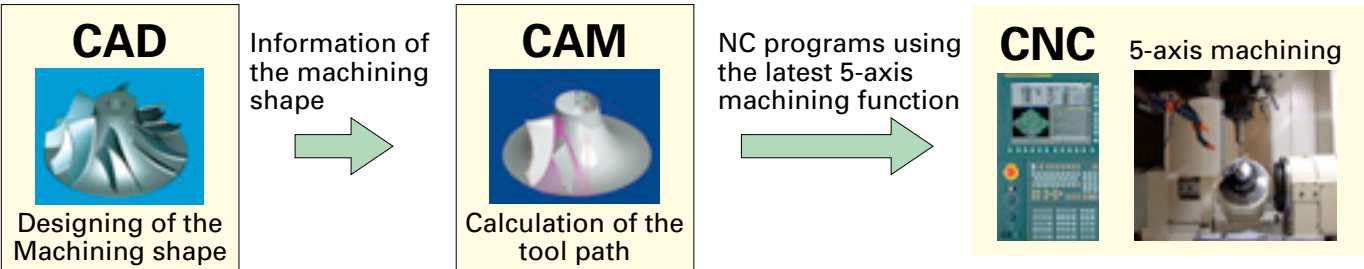 CAD
Designing of the
Machining shape
Information of
the machining
shape
CAM
Calculation of the
tool path
NC programs using
the latest 5-axis
machining function
CNC
5-axis machining